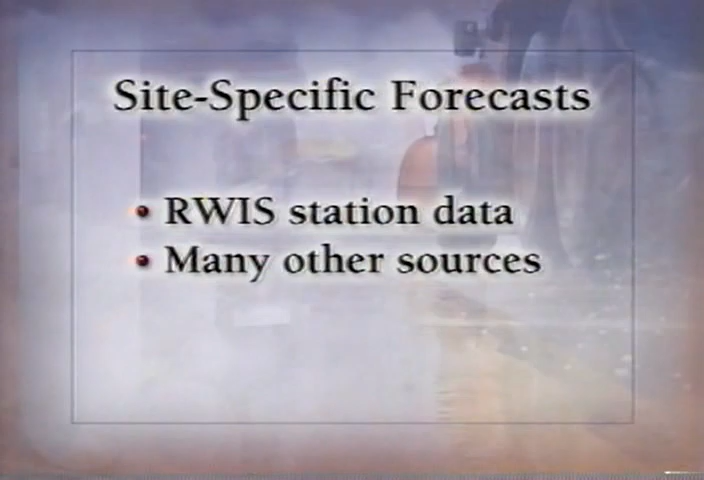 Site-Specific Forecasts
• RWIS station data
• Many other sources